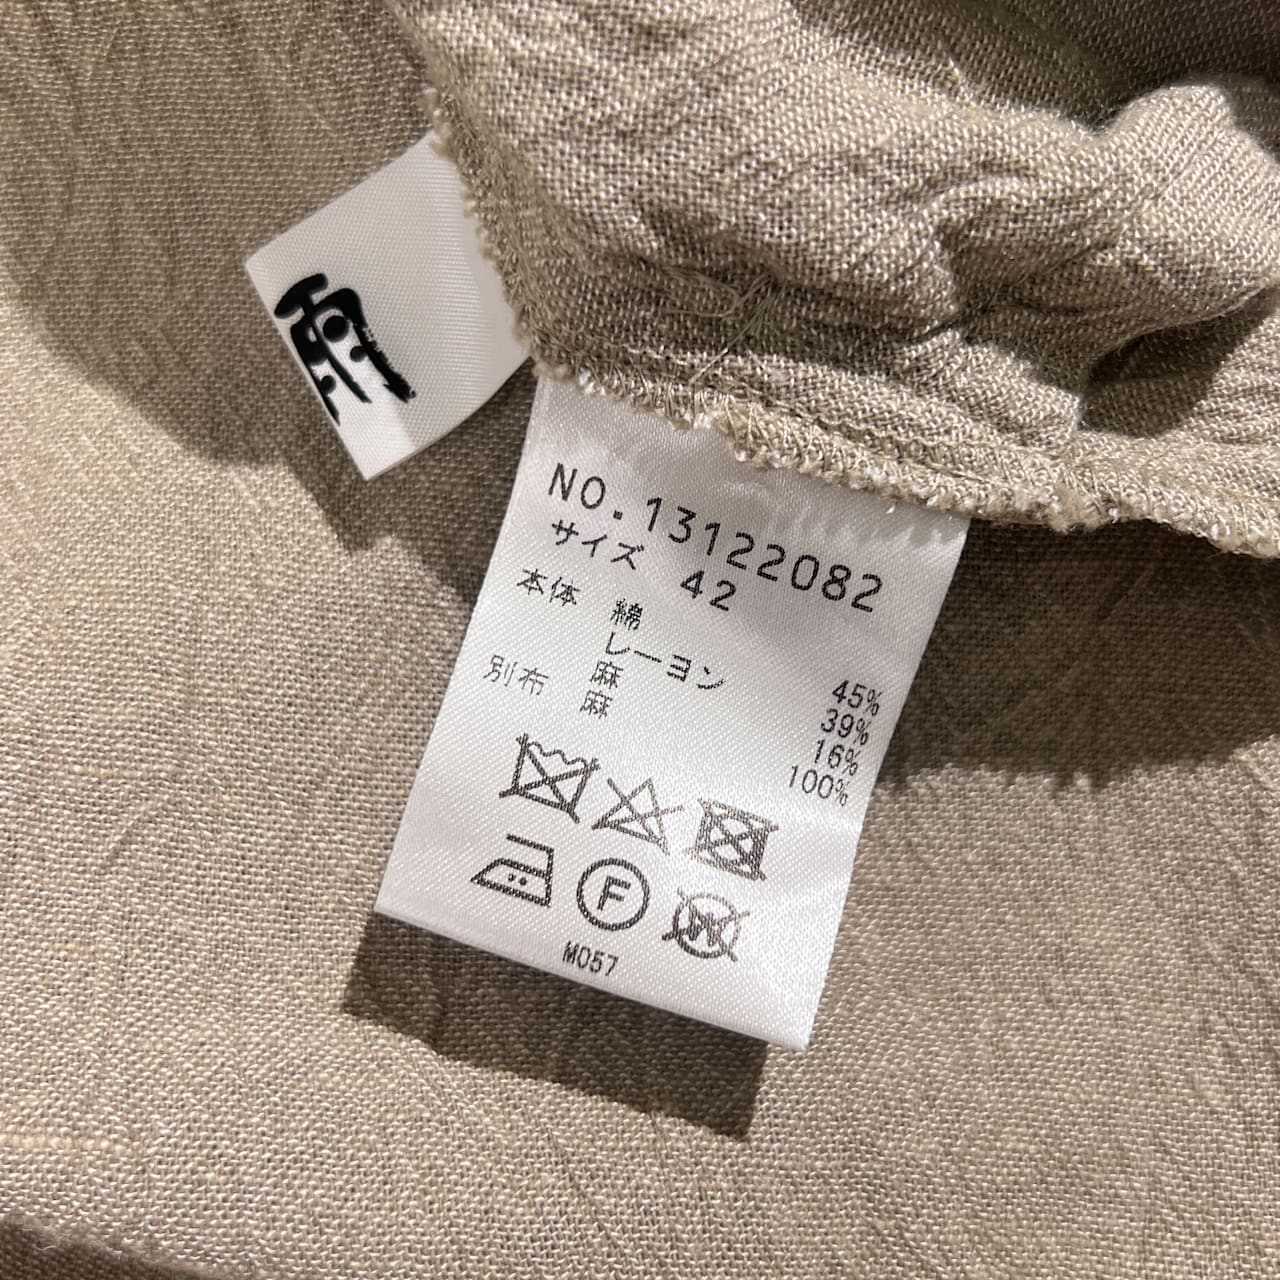 雨
NO.13122082
サイズ 42
本体 綿 45%
レーヨン 39%
麻 16%
別布 麻 100%
F
W
M057